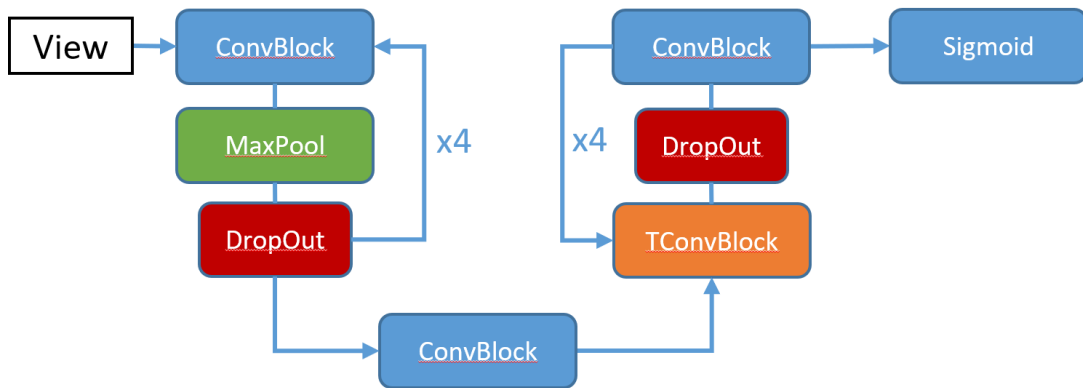 View
ConvBlock
MaxPool
DropOut
x4
ConvBlock
x4
ConvBlock
DropOut
TConvBlock
Sigmoid